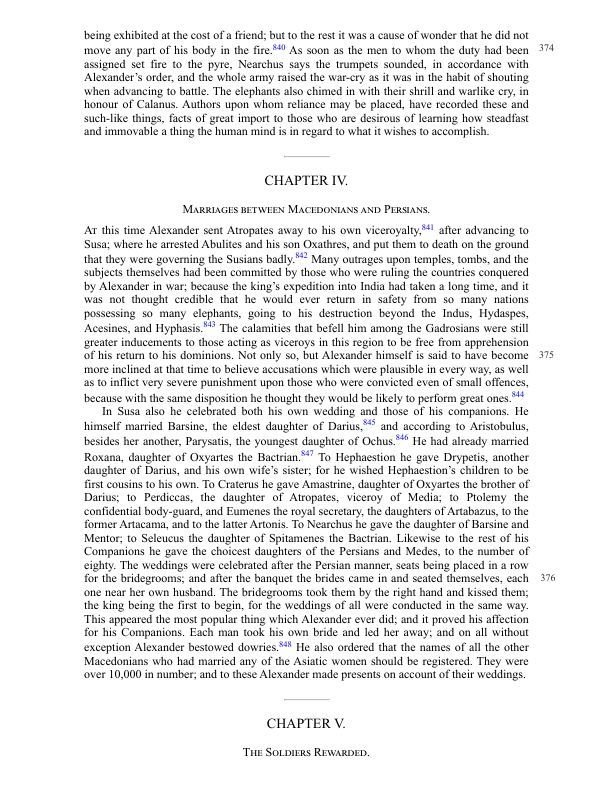 being exhibited at the cost of a friend; but to the rest it was a cause of wonder that he did not
move any part of his body in the fire.840 As soon as the men to whom the duty had been 374
assigned set fire to the pyre, Nearchus says the trumpets sounded, in accordance with
Alexander's order, and the whole army raised the war-cry as it was in the habit of shouting
when advancing to battle. The elephants also chimed in with their shrill and warlike cry, in
honour of Calanus. Authors upon whom reliance may be placed, have recorded these and
such-like things, facts of great import to those who are desirous of learning how steadfast
and immovable a thing the human mind is in regard to what it wishes to accomplish.
CHAPTER IV.
MARRIAGES BETWEEN MACEDONIANS AND PERSIANS.
AT this time Alexander sent Atropates away to his own viceroyalty,841 after advancing to
Susa; where he arrested Abulites and his son Oxathres, and put them to death on the ground
that they were governing the Susians badly.842 Many outrages upon temples, tombs, and the
subjects themselves had been committed by those who were ruling the countries conquered
by Alexander in war; because the king's expedition into India had taken a long time, and it
was not thought credible that he would ever return in safety from so many nations
possessing so many elephants, going to his destruction beyond the Indus, Hydaspes,
Acesines, and Hyphasis.843 The calamities that befell him among the Gadrosians were still
greater inducements to those acting as viceroys in this region to be free from apprehension
of his return to his dominions. Not only so, but Alexander himself is said to have become 375
more inclined at that time to believe accusations which were plausible in every way, as well
as to inflict very severe punishment upon those who were convicted even of small offences,
because with the same disposition he thought they would be likely to perform great ones.844
In Susa also he celebrated both his own wedding and those of his companions. He
himself married Barsine, the eldest daughter of Darius,845 and according to Aristobulus,
besides her another, Parysatis, the youngest daughter of Ochus.846 He had already married
Roxana, daughter of Oxyartes the Bactrian.847 To Hephaestion he gave Drypetis, another
daughter of Darius, and his own wife's sister; for he wished Hephaestion's children to be
first cousins to his own. To Craterus he gave Amastrine, daughter of Oxyartes the brother of
Darius; to Perdiccas, the daughter of Atropates, viceroy of Media; to Ptolemy the
confidential body-guard, and Eumenes the royal secretary, the daughters of Artabazus, to the
former Artacama, and to the latter Artonis. To Nearchus he gave the daughter of Barsine and
Mentor; to Seleucus the daughter of Spitamenes the Bactrian. Likewise to the rest of his
Companions he gave the choicest daughters of the Persians and Medes, to the number of
eighty. The weddings were celebrated after the Persian manner, seats being placed in a row
for the bridegrooms; and after the banquet the brides came in and seated themselves, each 376
one near her own husband. The bridegrooms took them by the right hand and kissed them;
the king being the first to begin, for the weddings of all were conducted in the same way.
This appeared the most popular thing which Alexander ever did; and it proved his affection
for his Companions. Each man took his own bride and led her away; and on all without
exception Alexander bestowed dowries.848 He also ordered that the names of all the other
Macedonians who had married any of the Asiatic women should be registered. They were
over 10,000 in number; and to these Alexander made presents on account of their weddings.
CHAPTER V.
THE SOLDIERS REWARDED.